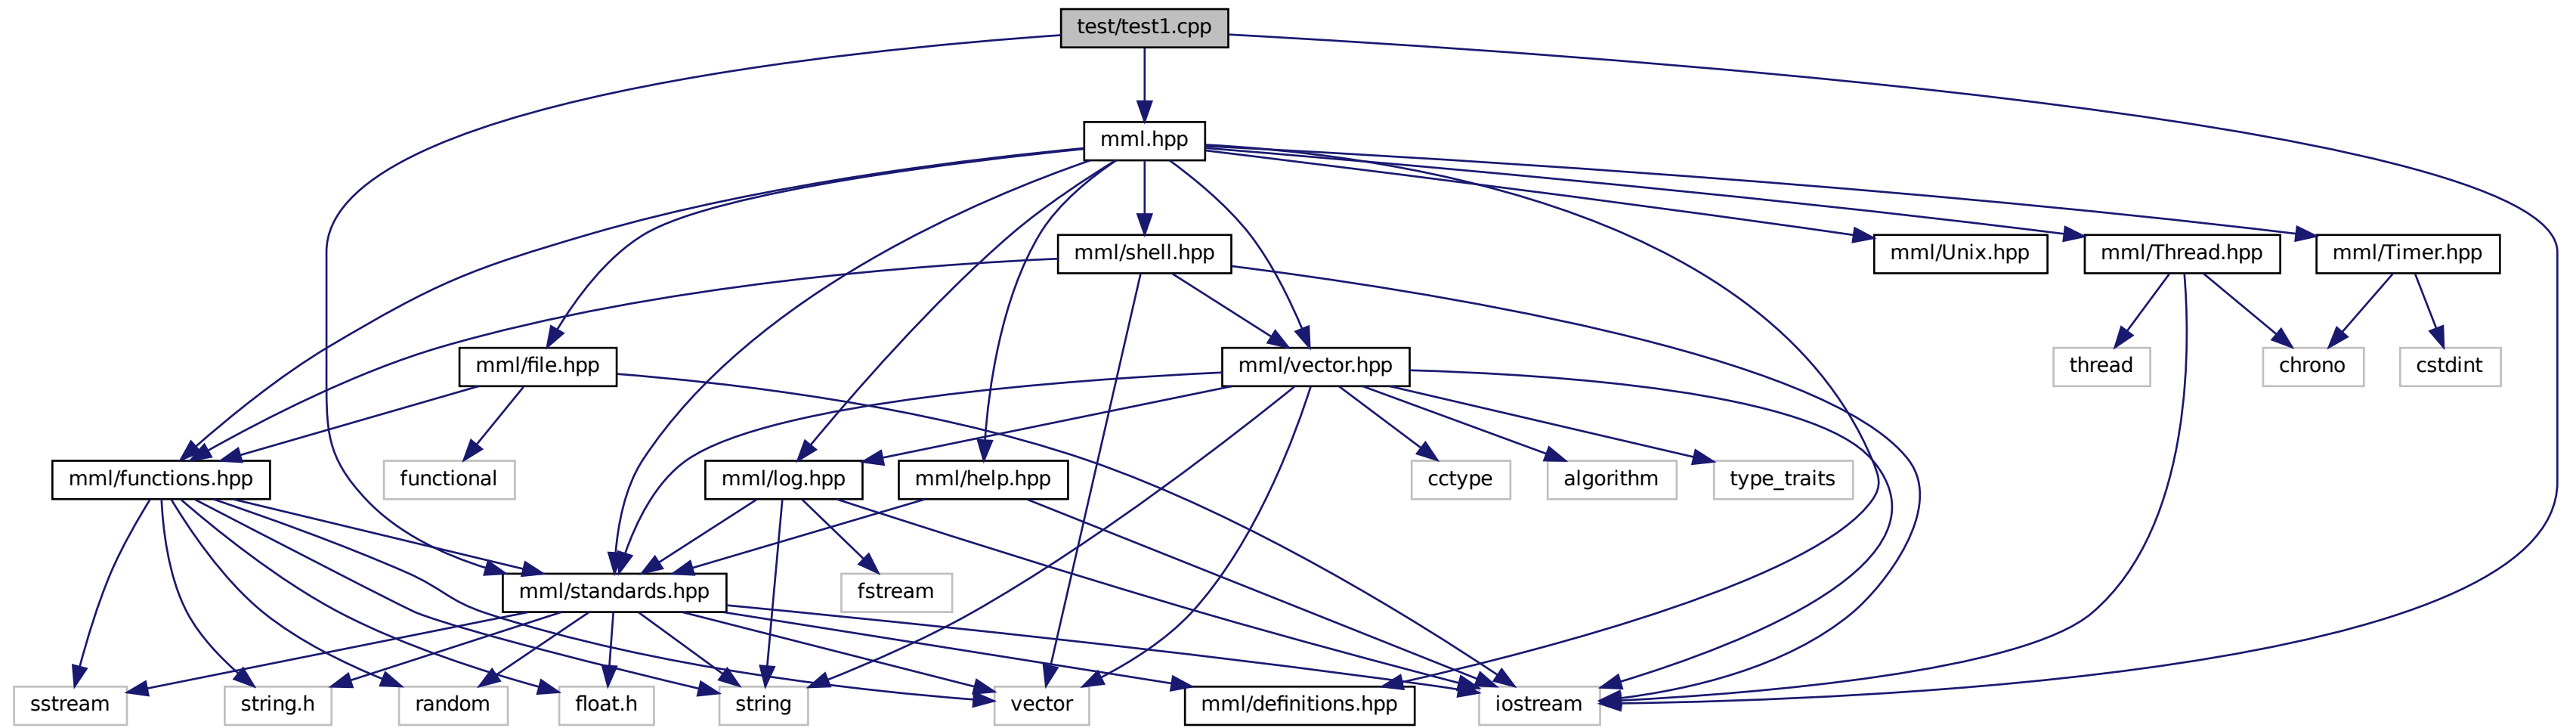 test/test1.cpp
mml.hpp
mml/shell.hpp
mml/Unix.hpp
mml/Thread.hpp
mml/Timer.hpp
mml/file.hpp
mml/vector.hpp
thread
chrono
cstdint
mml/functions.hpp
functional
mml/log.hpp
mml/help.hpp
cctype
algorithm
type_traits
mml/standards.hpp
fstream
sstream
string.h
random
float.h
string
vector
mml/definitions.hpp
iostream